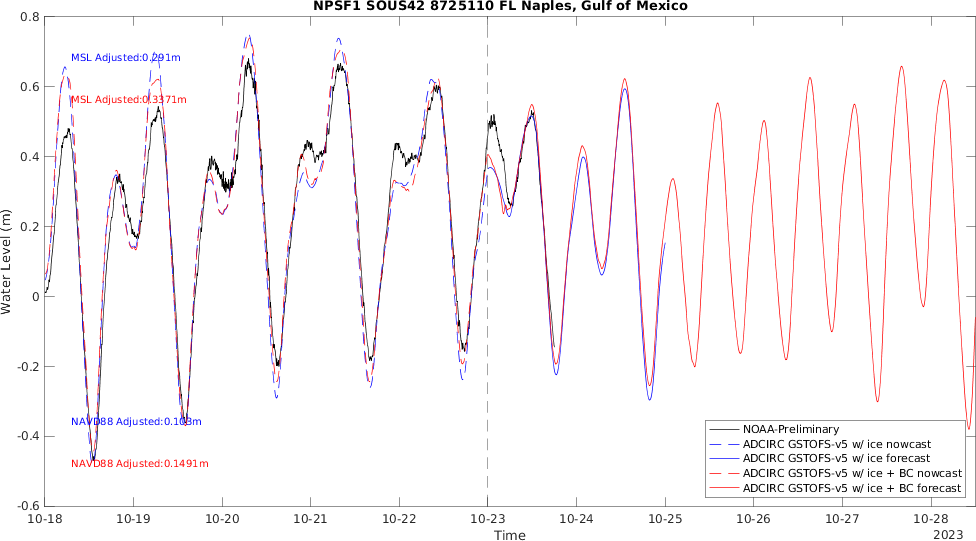 NPSF1 SOUS42 8725110 FL Naples, Gulf of Mexico
0.8
0.6
0.4
0.2
0
-0.2
-0.4
-0.6
Water Level (m)
MSL Adjusted:0.291m
MSL Adjusted:0.3371m
NAVD88 Adjusted:0.103m
NAVD88 Adjusted:0.1491m
NOAA-Preliminary
ADCIRC GSTOFS-v5 w/ ice nowcast
ADCIRC GSTOFS-v5 w/ ice forecast
ADCIRC GSTOFS-v5 w/ ice + BC nowcast
ADCIRC GSTOFS-v5 w/ ice + BC forecast
10-18 10-19 10-20 10-21 10-22 10-23 10-24 10-25 10-26 10-27 10-28
Time
2023